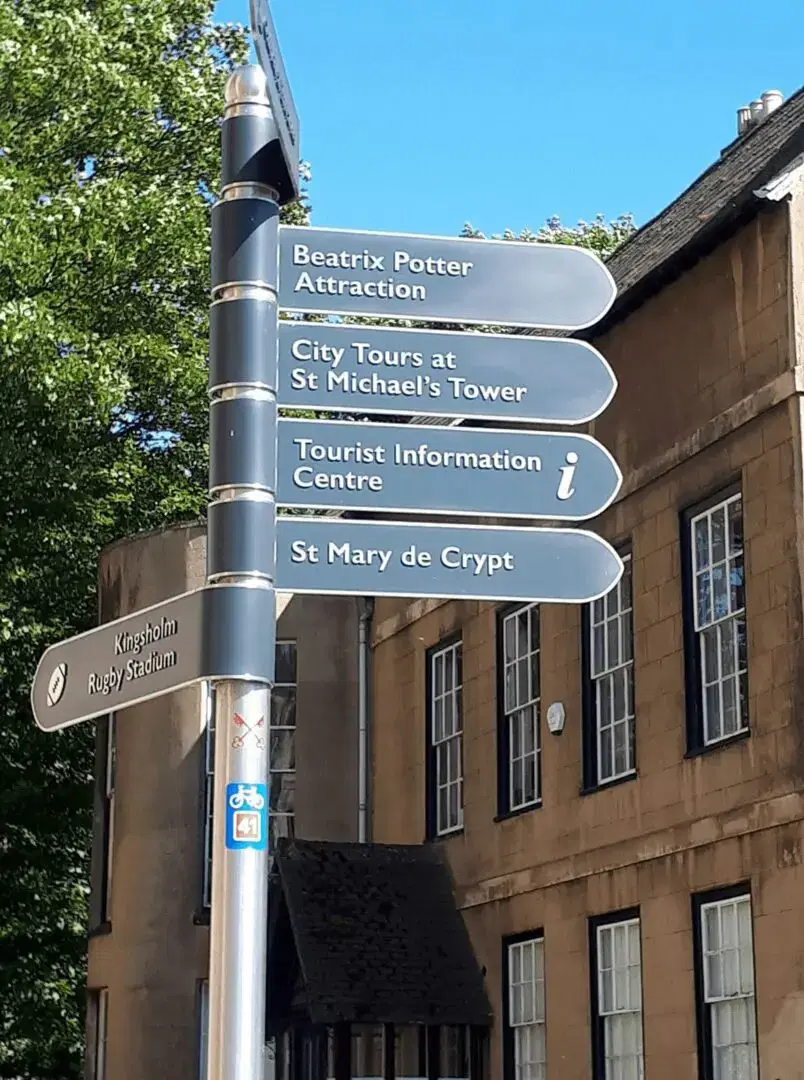 Beatrix Potter
Attraction
City Tours at
St Michael's Tower
Tourist Information
Centre
i
St Mary de Crypt
Kingsholm
Rugby Stadium
41